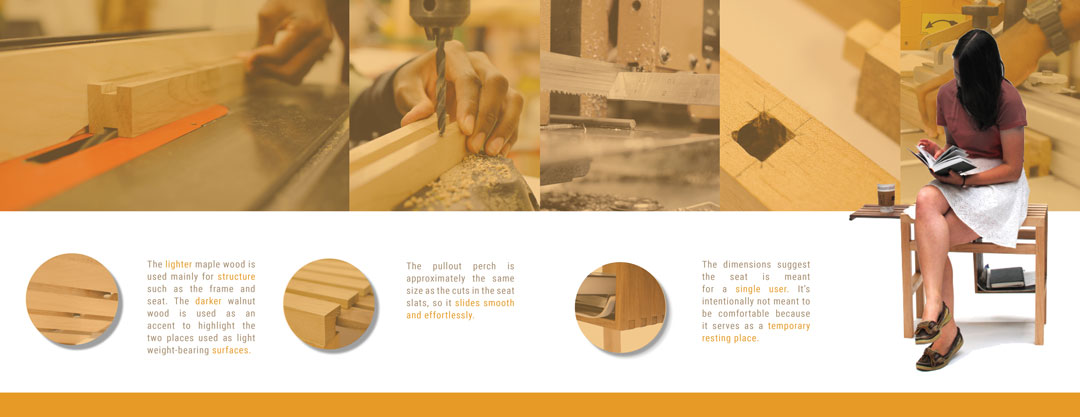 The lighter maple wood is
used mainly for structure
such as the frame and
seat. The darker walnut
wood is used as an
accent to highlight the
two places used as light
weight-bearing surfaces.
The pullout perch is
approximately the same
size as the cuts in the seat
slats, so it slides smooth
and effortlessly.
The dimensions suggest
the seat is meant
for a single user. It's
intentionally not meant to
be comfortable because
it serves as a temporary
resting place.